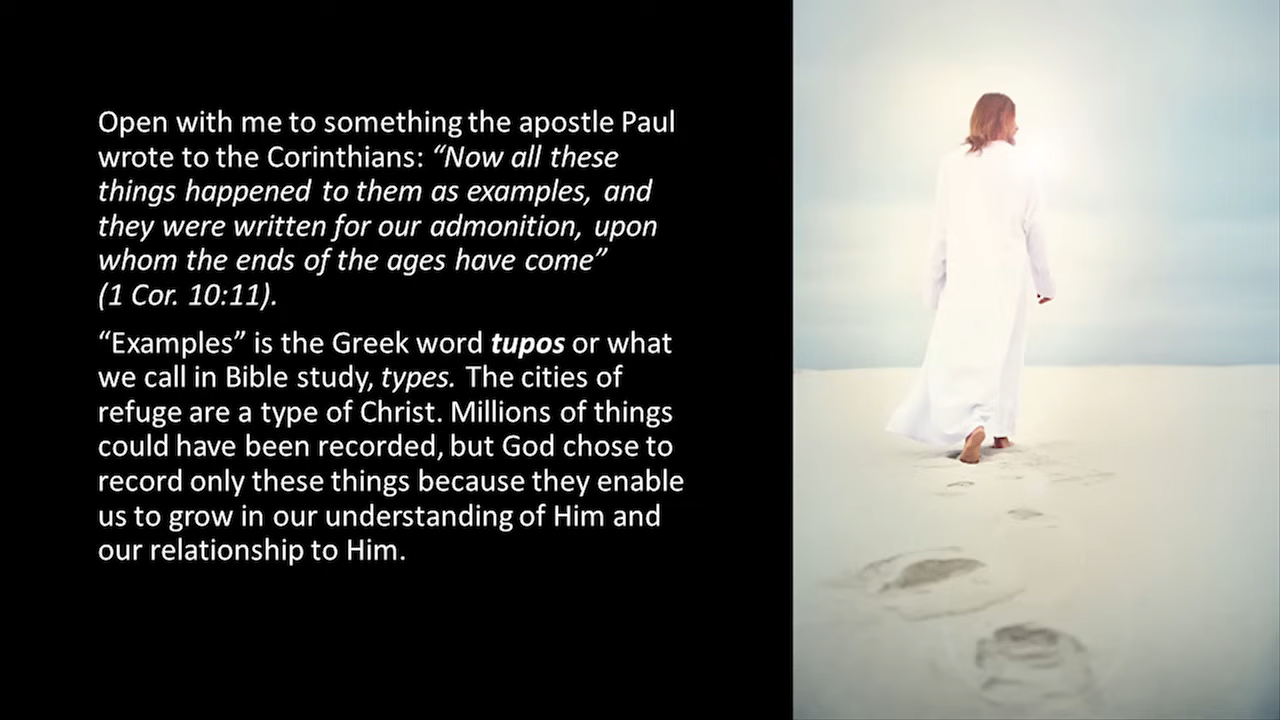 Open with me to something the apostle Paul
wrote to the Corinthians: “Now all these
things happened to them as examples, and
they were written for our admonition, upon
whom the ends of the ages have come”
(1 Cor. 10:11).
“Examples” is the Greek word tupos or what
we call in Bible study, types. The cities of
refuge are a type of Christ. Millions of things
could have been recorded, but God chose to
record only these things because they enable
us to grow in our understanding of Him and
our relationship to Him.